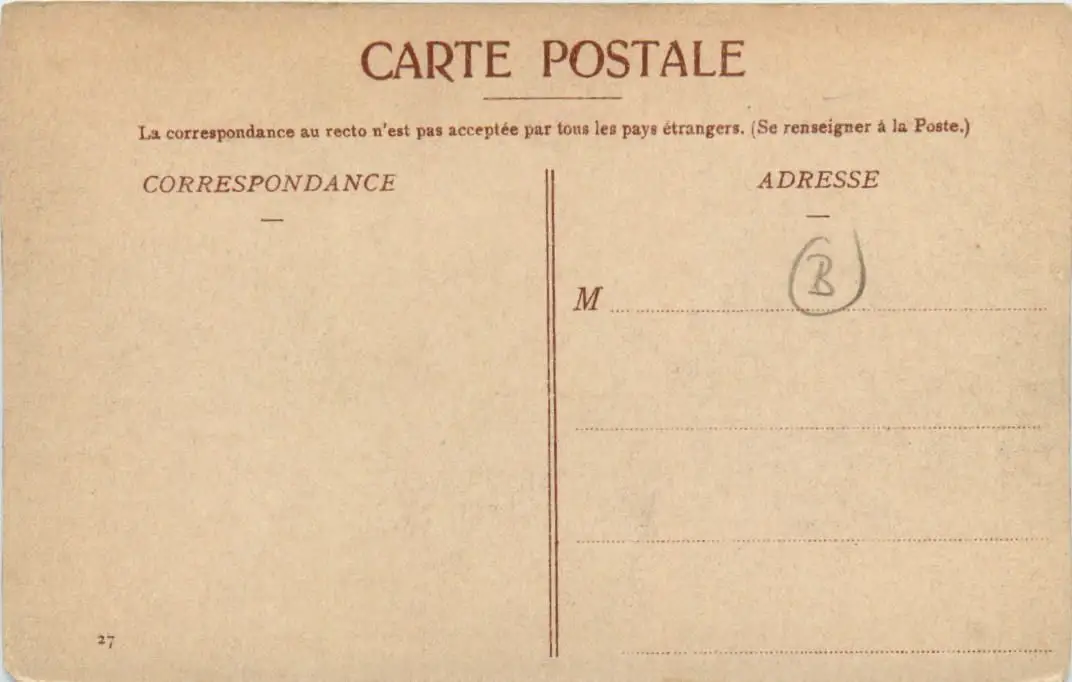 CARTE POSTALE
La correspondance au recto n'est pas acceptée par tous les pays étrangers. (Se renseigner à la Poste.)
CORRESPONDANCE
ADRESSE
B
M
27